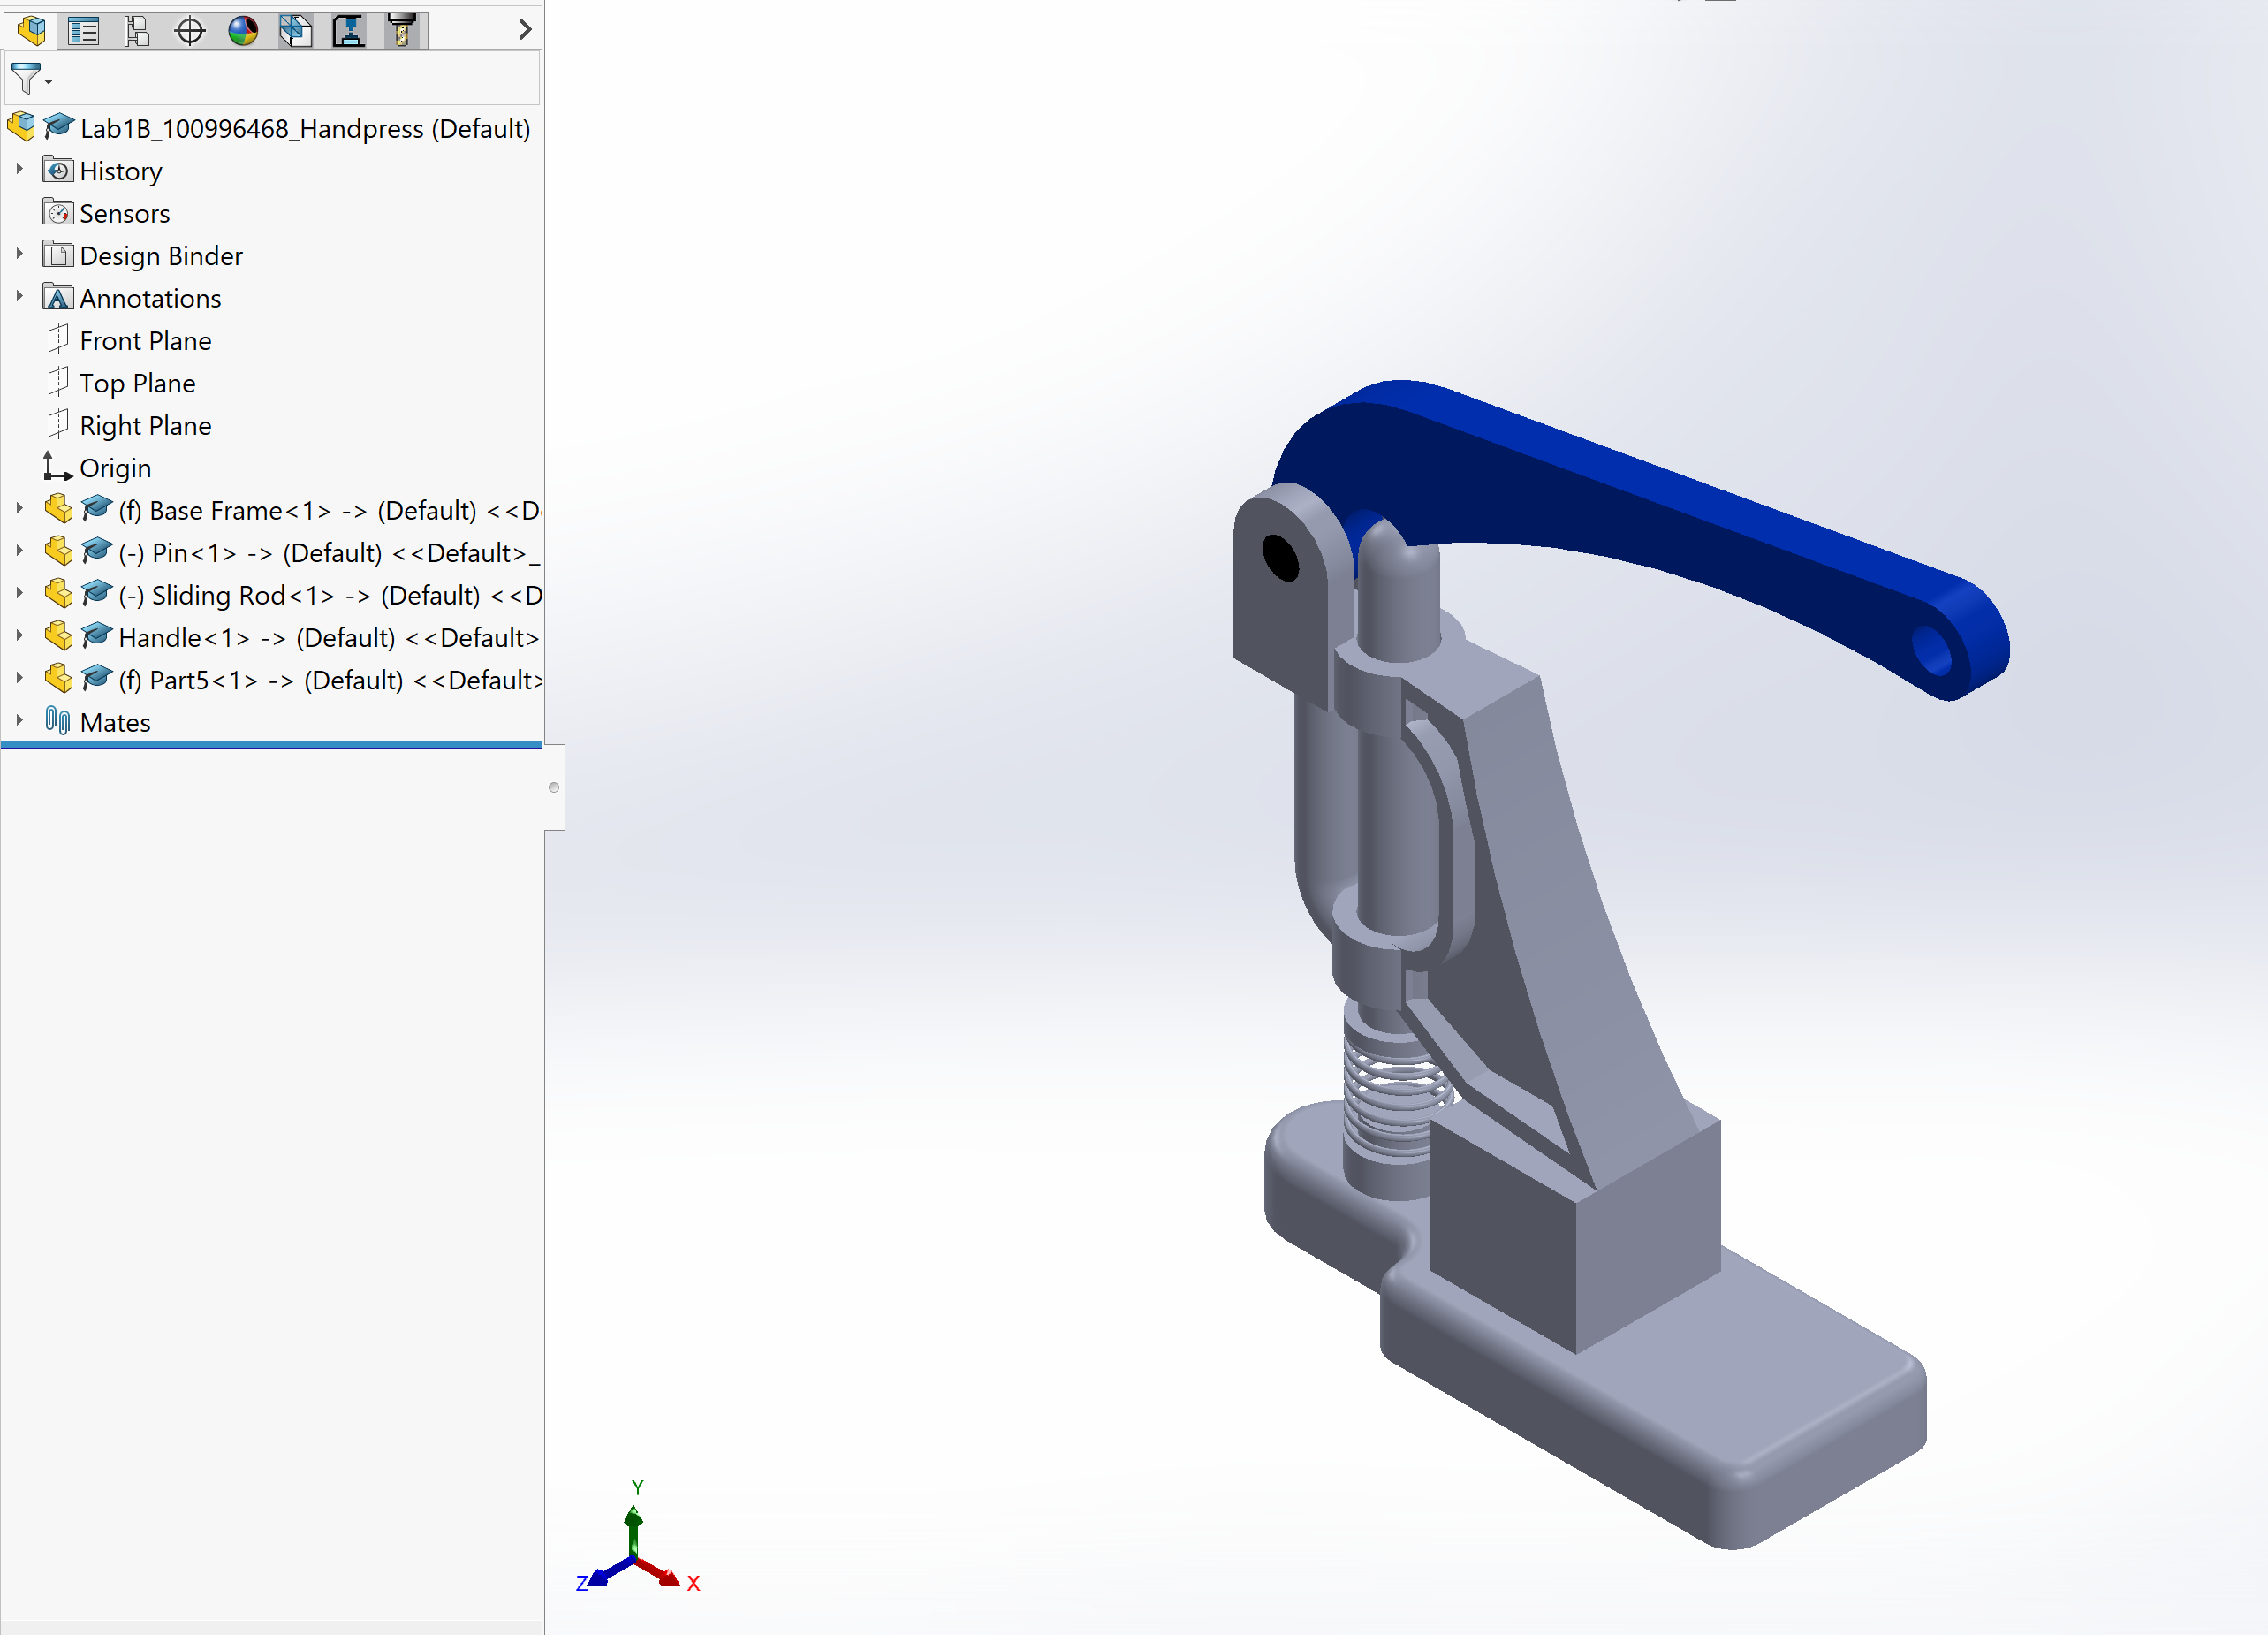 Lab1B_100996468_Handpress (Default)
History
Sensors
Design Binder
Annotations
Front Plane
Top Plane
Right Plane
Origin
(f) Base Frame<1> -> (Default) <<D
(-) Pin<1> -> (Default) <<Default>_
(-) Sliding Rod<1> -> (Default) <<D
Handle<1> -> (Default) <<Default>
(f) Part5<1> -> (Default) <<Default>
Mates
Y
Z
X